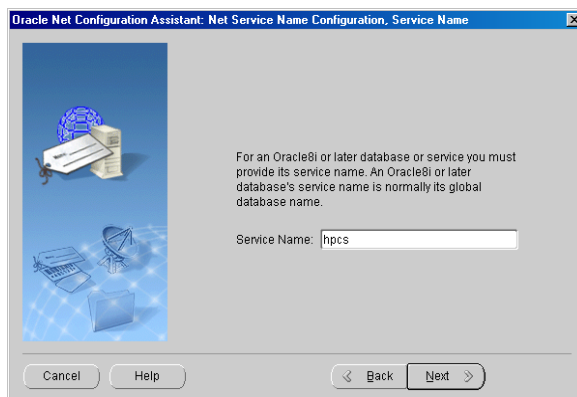 Oracle Net Configuration Assistant: Net Service Name Configuration, Service Name
For an Oracle8i or later database or service you must
provide its service name. An Oracle8i or later
database's service name is normally its global
database name.
Service Name: hpcs
Cancel Help Back Next